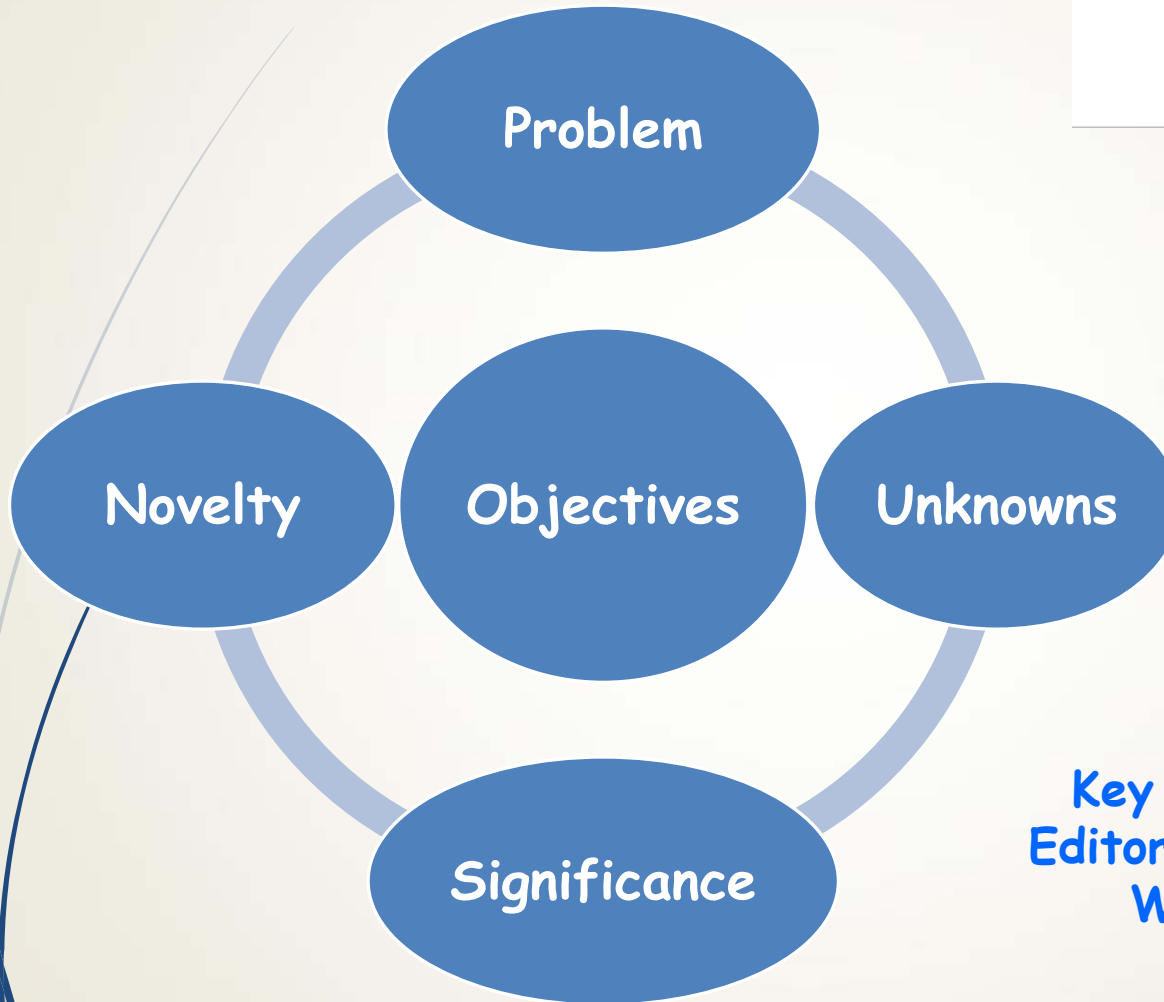 Problem
Novelty
Objectives
Unknowns
Significance
Key
Editor
W